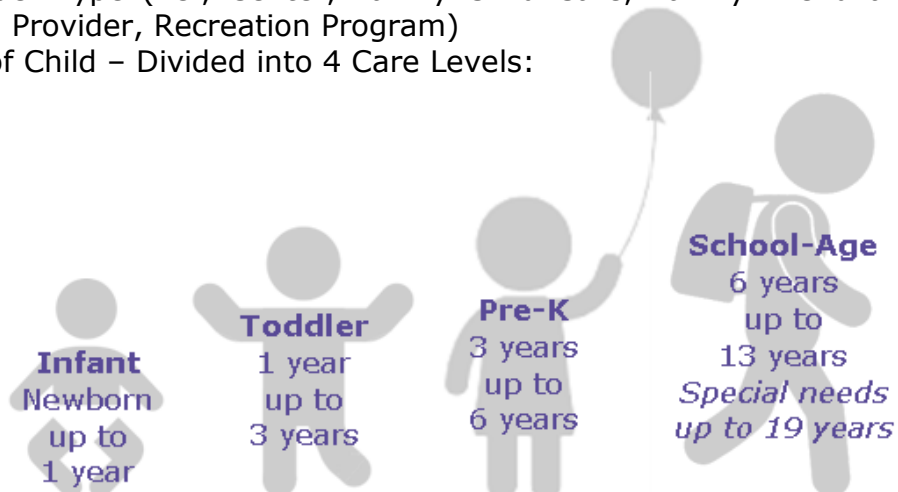 Type
Provider, Recreation Program)
of Child – Divided into 4 Care Levels:
Infant
Newborn
up to
1 year
Toddler
1 year
up to
3 years
Pre-K
3 years
up to
6 years
School-Age
6 years
up to
13 years
Special needs
up to 19 years